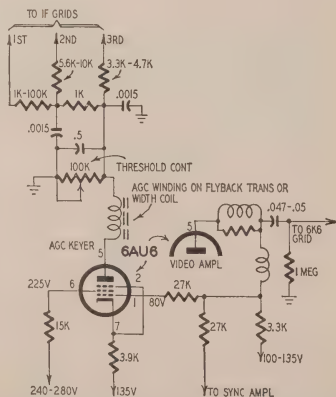 TO IF GRIDS
1ST 2ND 3RD
5.6K-10K 3.3K-4.7K
1K-100K 1K .0015
.0015
.5
THRESHOLD CONT
100K
AGC WINDING ON FLYBACK TRANS OR
WIDTH COIL
.047-.05
TO 6K6
GRID
5
AGC KEYER 5 6AU6
VIDEO AMPL
1 MEG
2
225V 6
1 80V 27K
7
15K 27K 3.3K
3.9K 100-135V
240-280V 135V TO SYNC AMPL